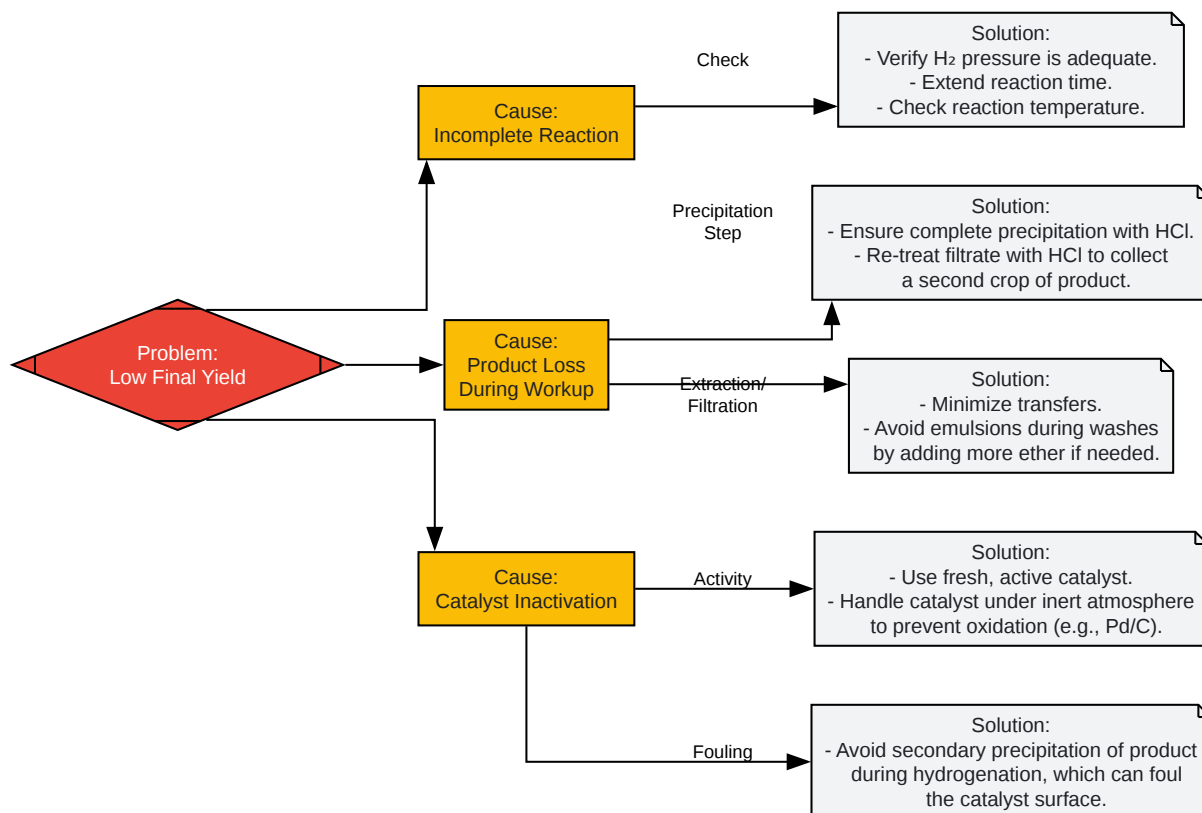 Problem:
Low Final Yield
Cause:
Incomplete Reaction
Check
Solution:
- Verify H₂ pressure is adequate.
- Extend reaction time.
- Check reaction temperature.
Cause:
Product Loss
During Workup
Precipitation
Step
Solution:
- Ensure complete precipitation with HCl.
- Re-treat filtrate with HCl to collect
a second crop of product.
Extraction/
Filtration
Solution:
- Minimize transfers.
- Avoid emulsions during washes
by adding more ether if needed.
Cause:
Catalyst Inactivation
Activity
Solution:
- Use fresh, active catalyst.
- Handle catalyst under inert atmosphere
to prevent oxidation (e.g., Pd/C).
Fouling
Solution:
- Avoid secondary precipitation of product
during hydrogenation, which can foul
the catalyst surface.